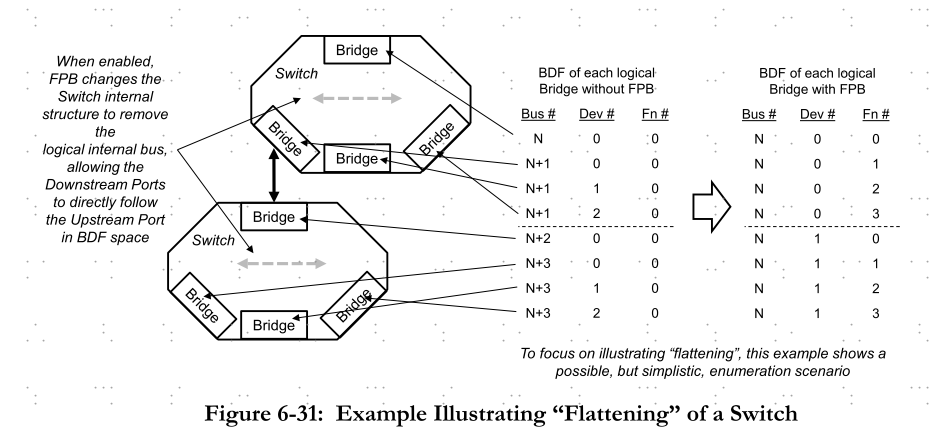 When enabled,
FPB changes the
Switch internal
structure to remove
the
logical internal bus,
allowing the
Downstream Ports
to directly follow
the Upstream Port
in BDF space
Bridge
Switch
Bridge
Bridge
Bridge
Bridge
Switch
Bridge
Bridge
Bridge
BDF of each logical
Bridge without FPB
Bus # Dev # Fn #
N 0 0
N+1 0 0
N+1 1 0
N+1 2 0
N+2 0 0
N+3 0 0
N+3 1 0
N+3 2 0
BDF of each logical
Bridge with FPB
Bus # Dev # Fn #
N 0 0
N 0 1
N 0 2
N 0 3
N 1 0
N 1 1
N 1 2
N 1 3
To focus on illustrating “flattening”, this example shows a
possible, but simplistic, enumeration scenario
Figure 6-31: Example Illustrating “Flattening” of a Switch